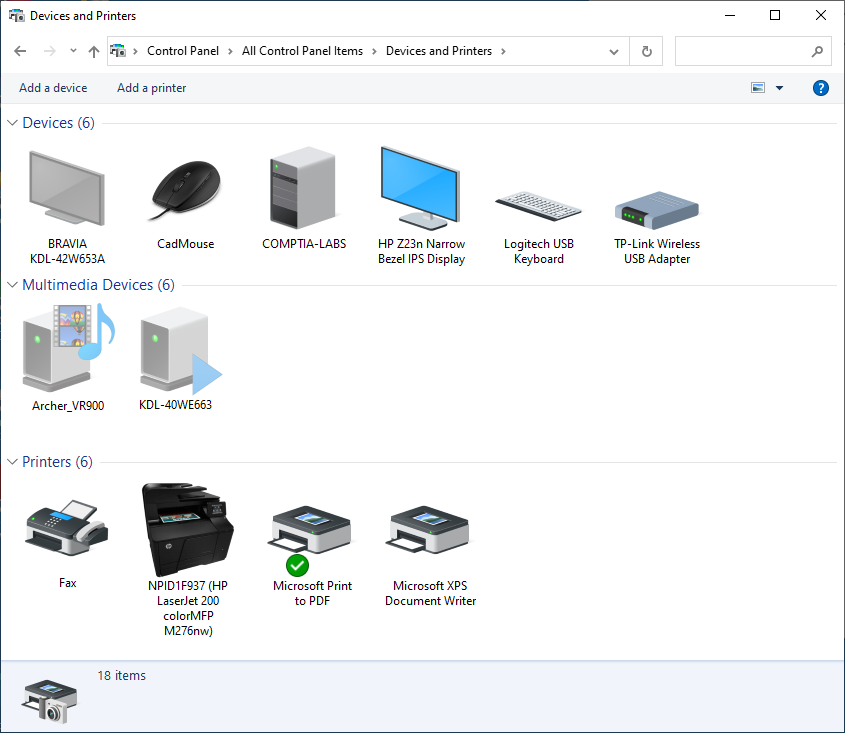 Devices and Printers
Control Panel > All Control Panel Items > Devices and Printers >
Add a device Add a printer ?
Devices (6)
BRAVIA
KDL-42W653A
CadMouse
COMPTIA-LABS
HP Z23n Narrow
Bezel IPS Display
Logitech USB
Keyboard
TP-Link Wireless
USB Adapter
Multimedia Devices (6)
Archer_VR900
KDL-40WE663
Printers (6)
Fax
NPID1F937 (HP
LaserJet 200
colorMFP
M276nw)
Microsoft Print
to PDF
Microsoft XPS
Document Writer
18 items